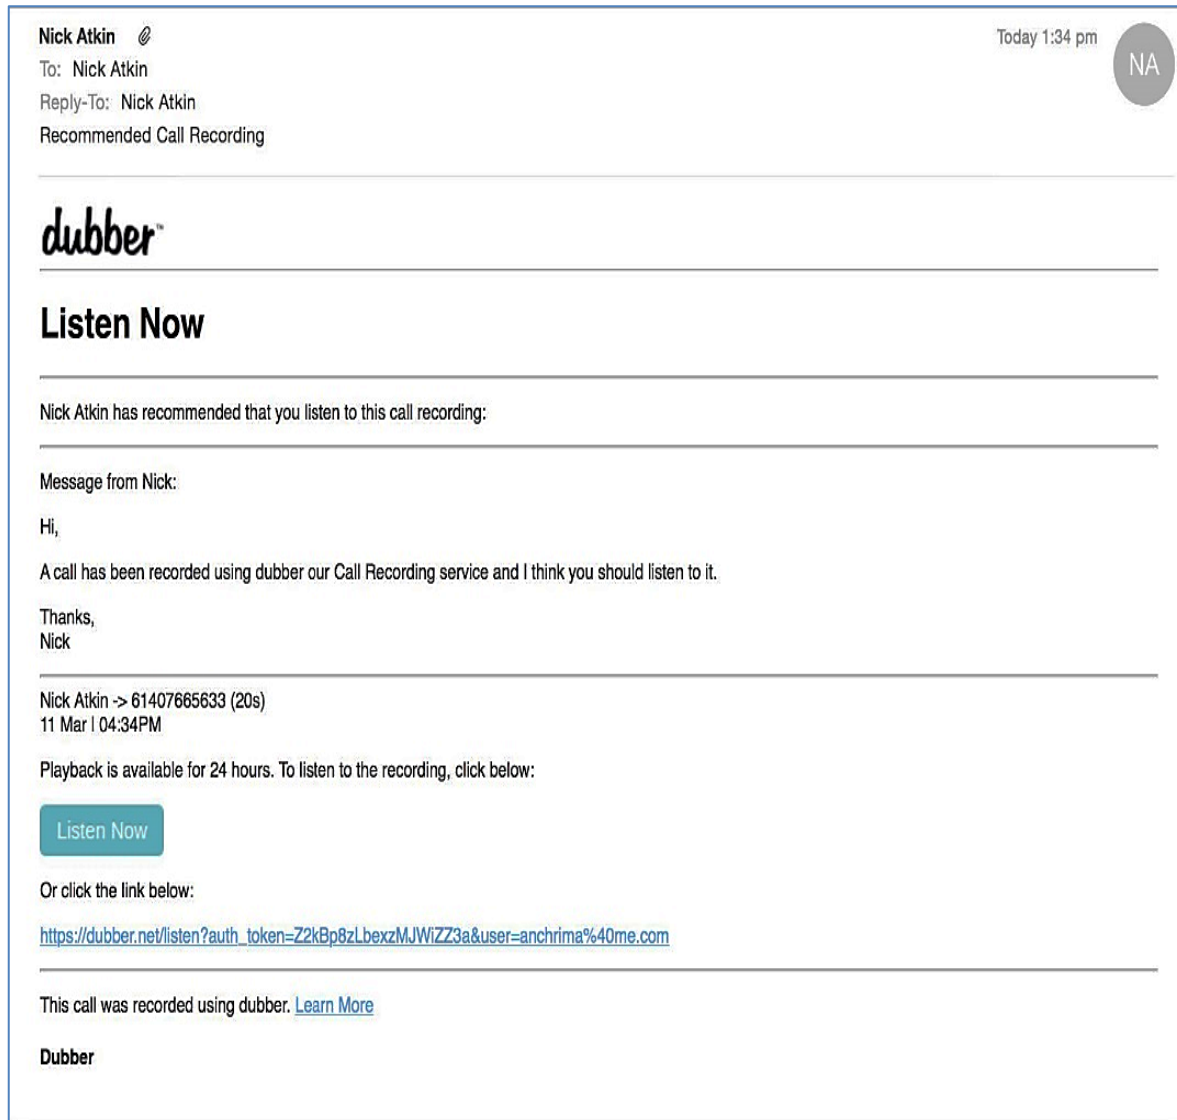 Nick Atkin
Today 1:34 pm
NA
To: Nick Atkin
Reply-To: Nick Atkin
Recommended Call Recording
dubber™
Listen Now
Nick Atkin has recommended that you listen to this call recording:
Message from Nick:
Hi,
A call has been recorded using dubber our Call Recording service and I think you should listen to it.
Thanks,
Nick
Nick Atkin -> 61407665633 (20s)
11 Mar | 04:34PM
Playback is available for 24 hours. To listen to the recording, click below:
Listen Now
Or click the link below:
https://dubber.net/listen?auth_token=Z2kBp8zLbexzMJWiZZ3a&user=anchrima%40me.com
This call was recorded using dubber. Learn More
Dubber